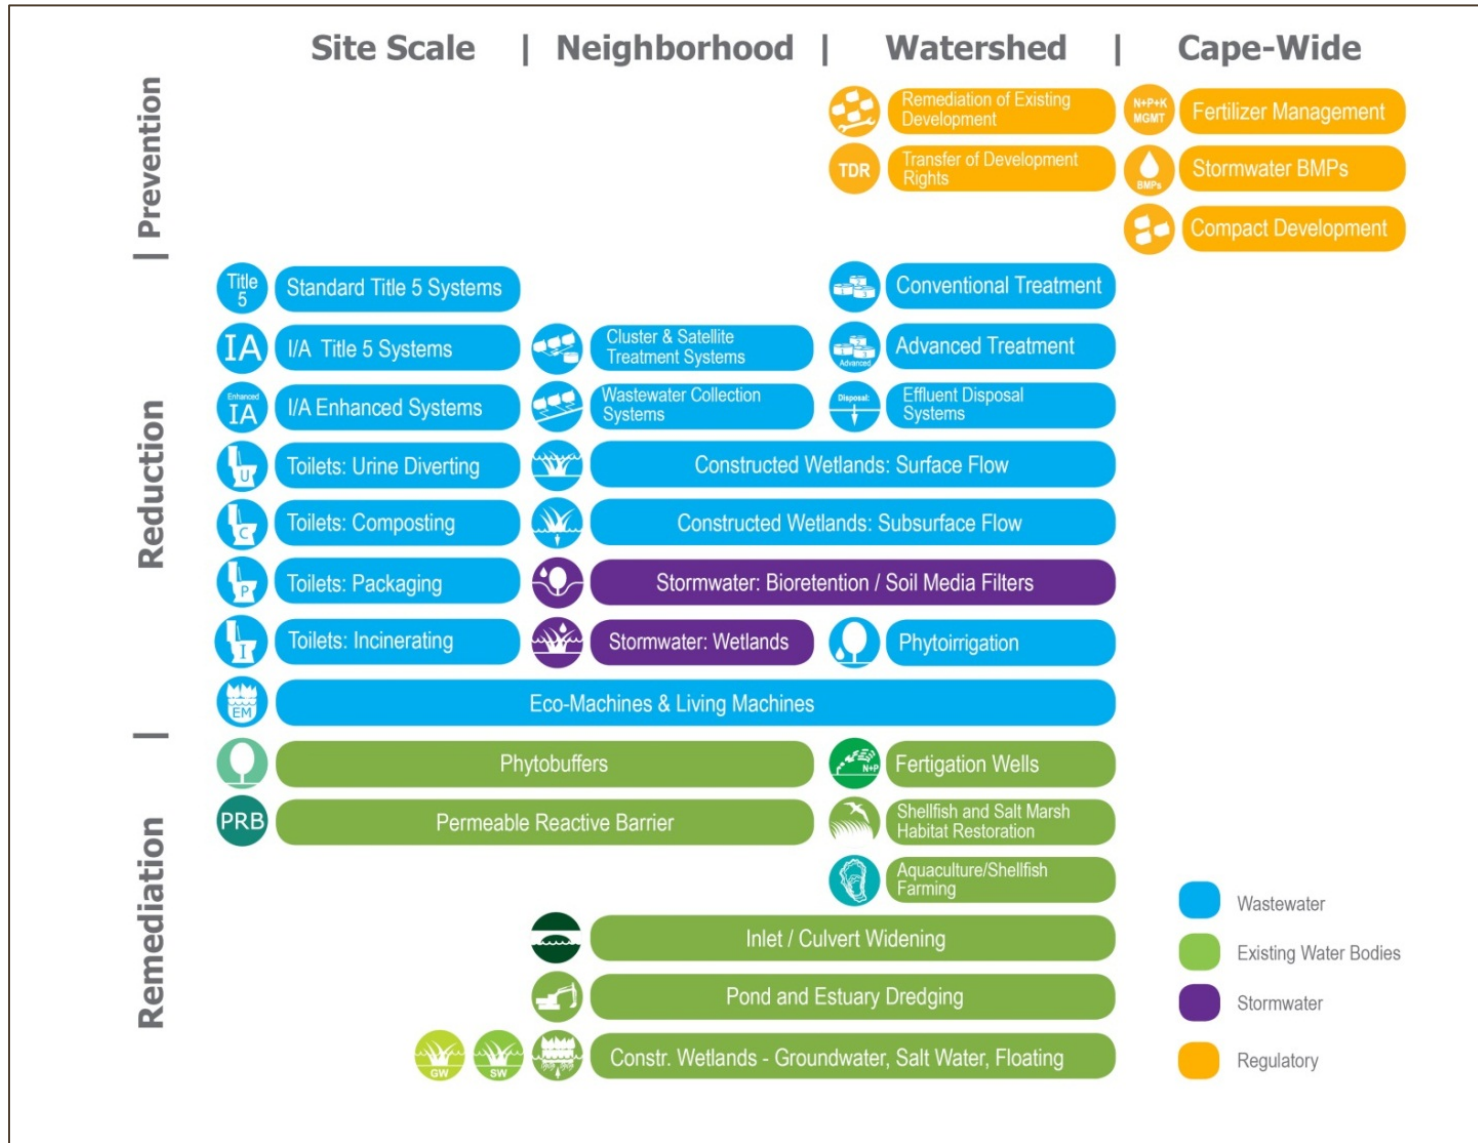 Site Scale | Neighborhood | Watershed | Cape-Wide
Prevention | Reduction | Remediation
Remediation of Existing
Development
N+P+K
MGMT
Fertilizer Management
TDR
Transfer of Development
Rights
BMPs
Stormwater BMPs
Compact Development
Title
5
Standard Title 5 Systems
Conventional Treatment
IA
I/A Title 5 Systems
Cluster & Satellite
Treatment Systems
Advanced
Advanced Treatment
Enhanced
IA
I/A Enhanced Systems
Wastewater Collection
Systems
Disposal:
Effluent Disposal
Systems
U
Toilets: Urine Diverting
Constructed Wetlands: Surface Flow
C
Toilets: Composting
Constructed Wetlands: Subsurface Flow
P
Toilets: Packaging
Stormwater: Bioretention / Soil Media Filters
I
Toilets: Incinerating
Stormwater: Wetlands
Phytoirrigation
EM
Eco-Machines & Living Machines
Phytobuffers
N+P
Fertigation Wells
PRB
Permeable Reactive Barrier
Shellfish and Salt Marsh
Habitat Restoration
Aquaculture/Shellfish
Farming
Inlet / Culvert Widening
Pond and Estuary Dredging
GW
SW
Constr. Wetlands - Groundwater, Salt Water, Floating
Wastewater
Existing Water Bodies
Stormwater
Regulatory